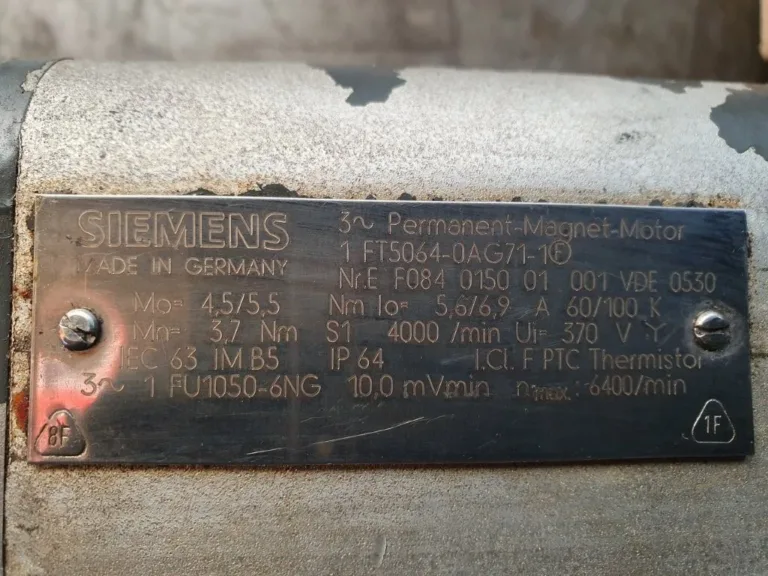 SIEMENS
MADE IN GERMANY
3~ Permanent-Magnet-Motor
1 FT5064-0AG71-1 Ⓕ
Nr.E F084 0150 01 001 VDE 0530
Mo= 4,5/5,5 Nm Io= 5,6/6,9 A 60/100 K
Mn= 3,7 Nm S1 4000 /min Ui= 370 V Y
IEC 63 IM B5 IP 64 I.Cl. F PTC Thermistor
3~ 1 FU1050-6NG 10,0 mVmin nmax.: 6400/min
8F
1F